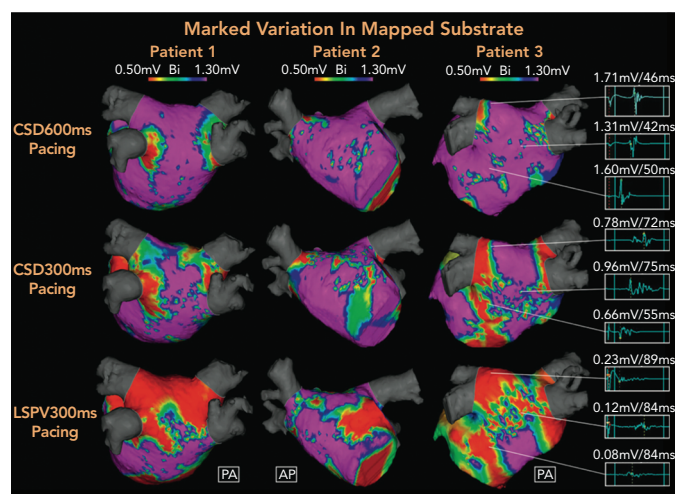 Marked Variation In Mapped Substrate
Patient 1
Patient 2
Patient 3
0.50mV Bi 1.30mV
0.50mV Bi 1.30mV
0.50mV Bi 1.30mV
CSD600ms
Pacing
1.71mV/46ms
1.31mV/42ms
1.60mV/50ms
CSD300ms
Pacing
0.78mV/72ms
0.96mV/75ms
0.66mV/55ms
LSPV300ms
Pacing
0.23mV/89ms
0.12mV/84ms
0.08mV/84ms
PA
AP
PA